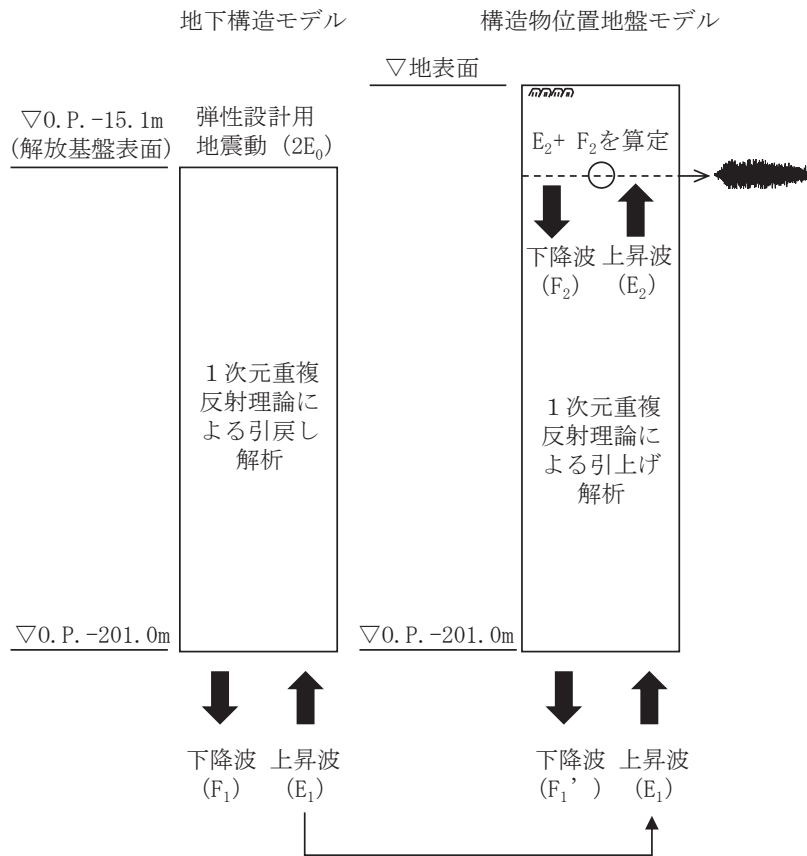 地下構造モデル
▽O.P.-15.1m
(解放基盤表面)
弾性設計用
地震動（2E₀）
１次元重複
反射理論に
よる引戻し
解析
▽O.P.-201.0m
下降波
(F₁)
上昇波
(E₁)
構造物位置地盤モデル
▽地表面
E₂+ F₂を算定
下降波
(F₂)
上昇波
(E₂)
１次元重複
反射理論に
よる引上げ
解析
▽O.P.-201.0m
下降波
(F₁’)
上昇波
(E₁)